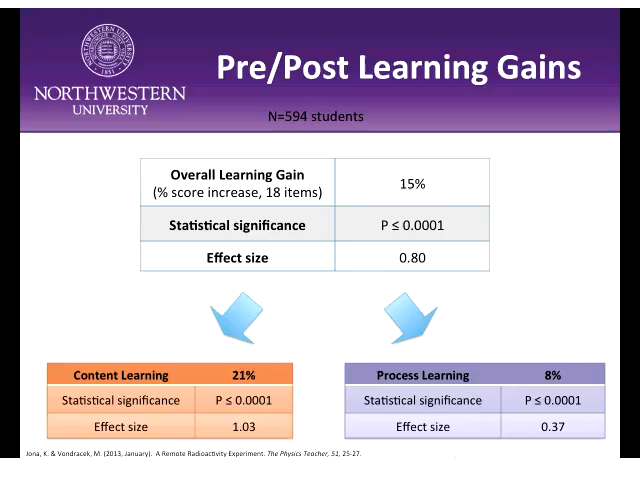 NORTHWESTERN
UNIVERSITY
Pre/Post Learning Gains
N=594 students
Overall Learning Gain 15%
(% score increase, 18 items)
Statistical significance P ≤ 0.0001
Effect size 0.80
Content Learning 21%
Statistical significance P ≤ 0.0001
Effect size 1.03
Process Learning 8%
Statistical significance P ≤ 0.0001
Effect size 0.37
Jona, K. & Vondracek, M. (2013, January). A Remote Radioactivity Experiment. The Physics Teacher, 51, 25-27.